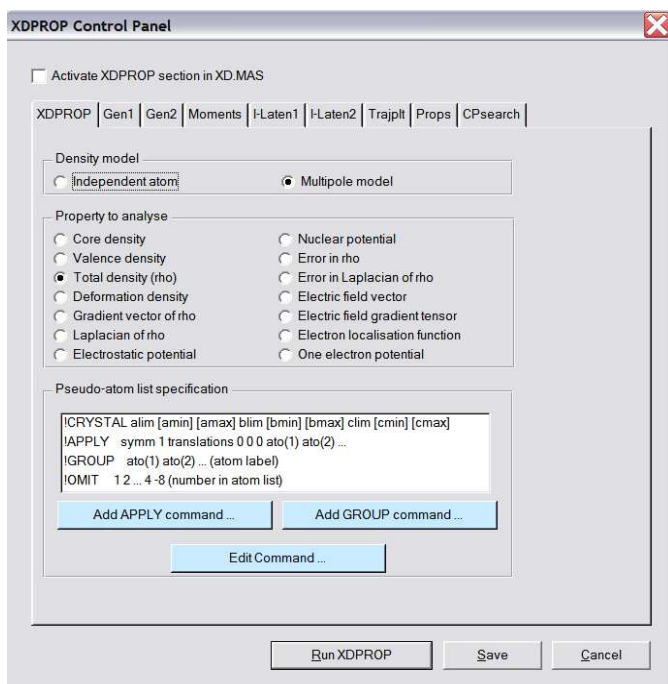 XDPROP Control Panel
Activate XDPROP section in XD.MAS
XDPROP Gen1 Gen2 Moments I-Laten1 I-Laten2 Trajplt Props CPsearch
Density model
Independent atom Multipole model
Property to analyse
Core density Nuclear potential
Valence density Error in rho
Total density (rho) Error in Laplacian of rho
Deformation density Electric field vector
Gradient vector of rho Electric field gradient tensor
Laplacian of rho Electron localisation function
Electrostatic potential One electron potential
Pseudo-atom list specification
!CRYSTAL alim [amin] [amax] blim [bmin] [bmax] clim [cmin] [cmax]
!APPLY symm 1 translations 0 0 0 ato(1) ato(2) ...
!GROUP ato(1) ato(2) ... (atom label)
!OMIT 1 2 ... 4 -8 (number in atom list)
Add APPLY command ... Add GROUP command ...
Edit Command ...
Run XDPROP Save Cancel